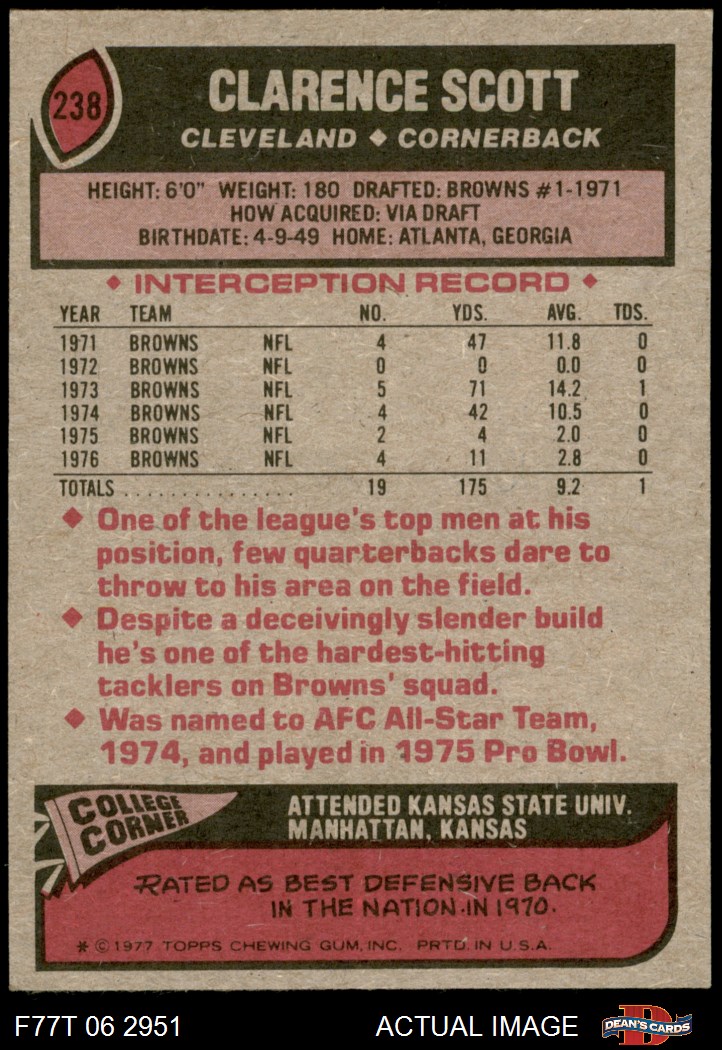 238
CLARENCE SCOTT
CLEVELAND ◆ CORNERBACK
HEIGHT: 6'0" WEIGHT: 180 DRAFTED: BROWNS #1-1971
HOW ACQUIRED: VIA DRAFT
BIRTHDATE: 4-9-49 HOME: ATLANTA, GEORGIA
◆ INTERCEPTION RECORD ◆
YEAR TEAM NO. YDS. AVG. TDS.
1971 BROWNS NFL 4 47 11.8 0
1972 BROWNS NFL 0 0 0.0 0
1973 BROWNS NFL 5 71 14.2 1
1974 BROWNS NFL 4 42 10.5 0
1975 BROWNS NFL 2 4 2.0 0
1976 BROWNS NFL 4 11 2.8 0
TOTALS ................ 19 175 9.2 1
◆ One of the league's top men at his
position, few quarterbacks dare to
throw to his area on the field.
◆ Despite a deceivingly slender build
he's one of the hardest-hitting
tacklers on Browns' squad.
◆ Was named to AFC All-Star Team,
1974, and played in 1975 Pro Bowl.
COLLEGE
CORNER
ATTENDED KANSAS STATE UNIV.
MANHATTAN, KANSAS
RATED AS BEST DEFENSIVE BACK
IN THE NATION IN 1970.
* © 1977 TOPPS CHEWING GUM, INC. PRTD. IN U.S.A.
F77T 06 2951
ACTUAL IMAGE
D
DEAN'S CARDS